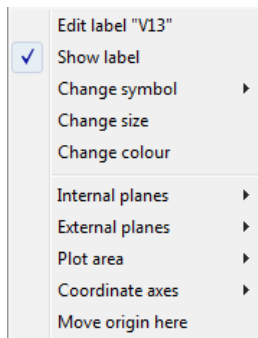 Edit label "V13"
Show label
Change symbol
Change size
Change colour
Internal planes
External planes
Plot area
Coordinate axes
Move origin here